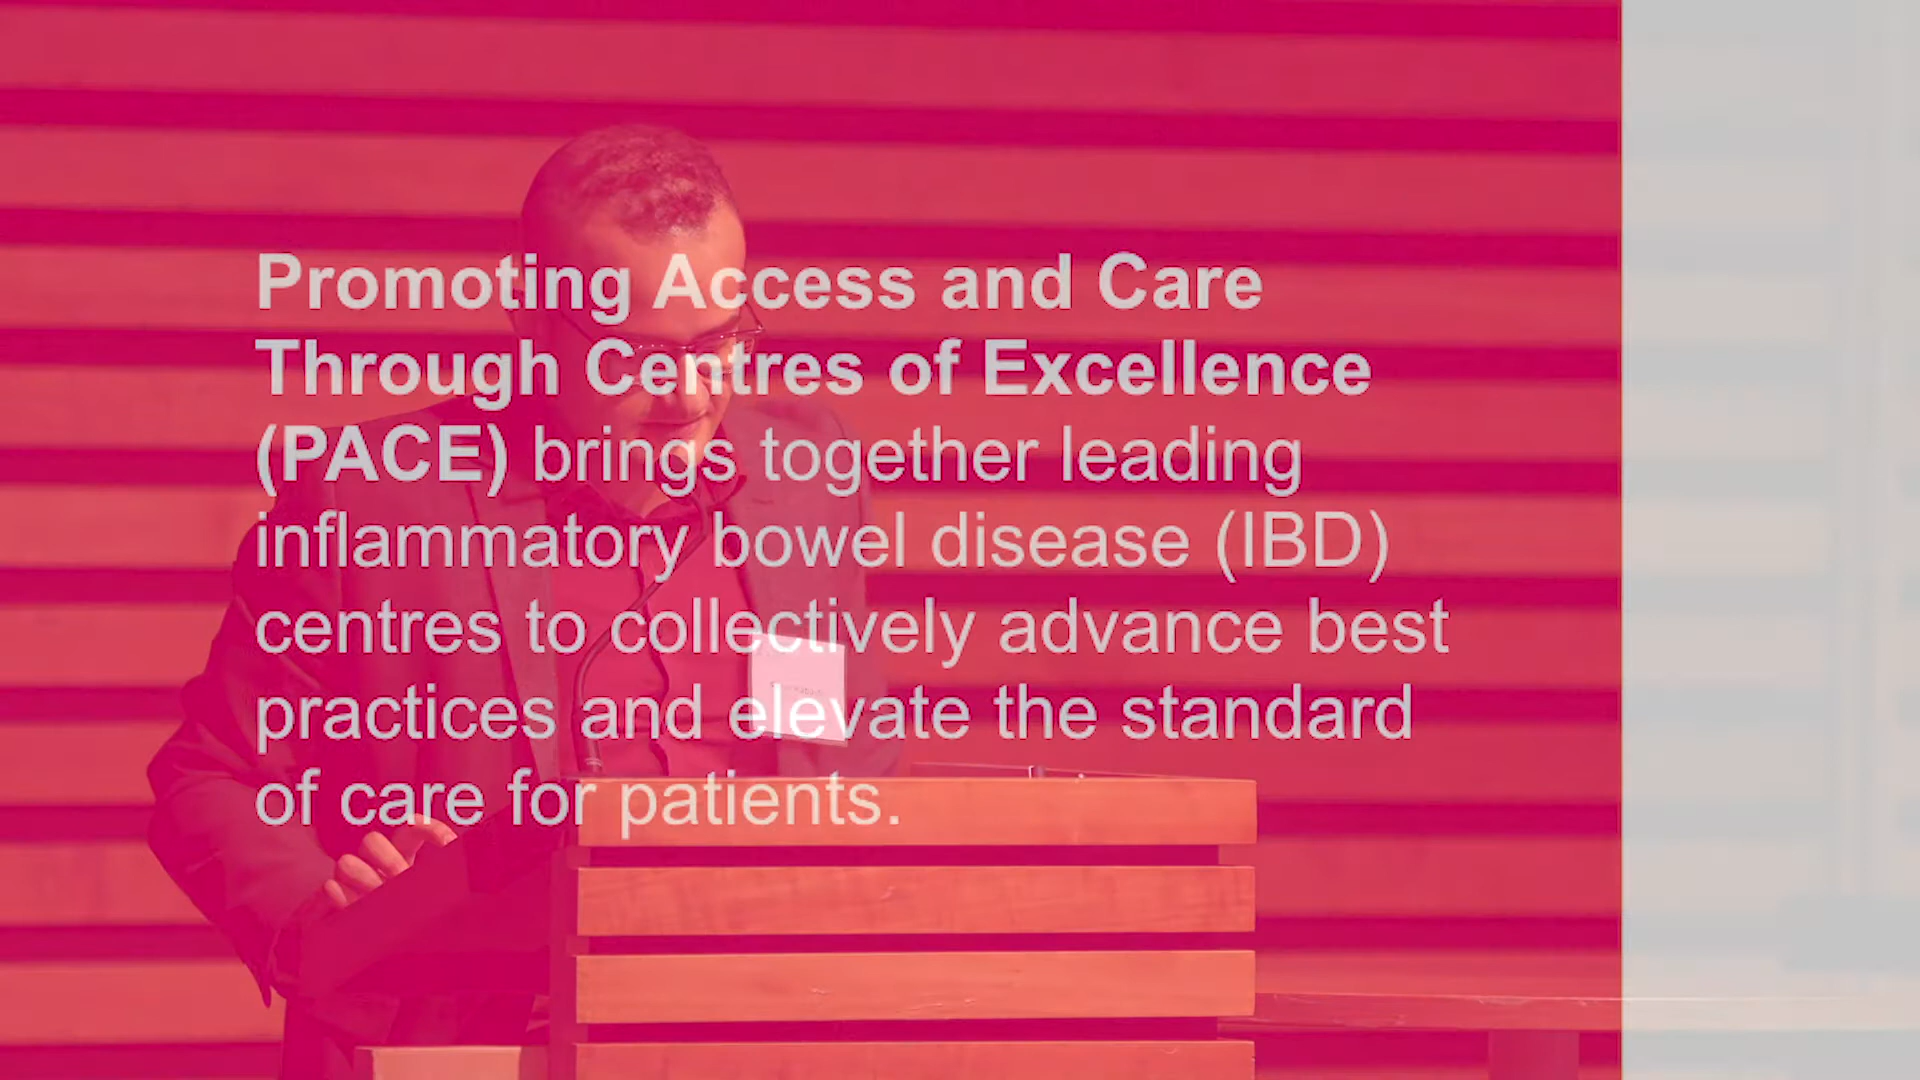 Promoting Access and Care
Through Centres of Excellence
(PACE) brings together leading
inflammatory bowel disease (IBD)
centres to collectively advance best
practices and elevate the standard
of care for patients.